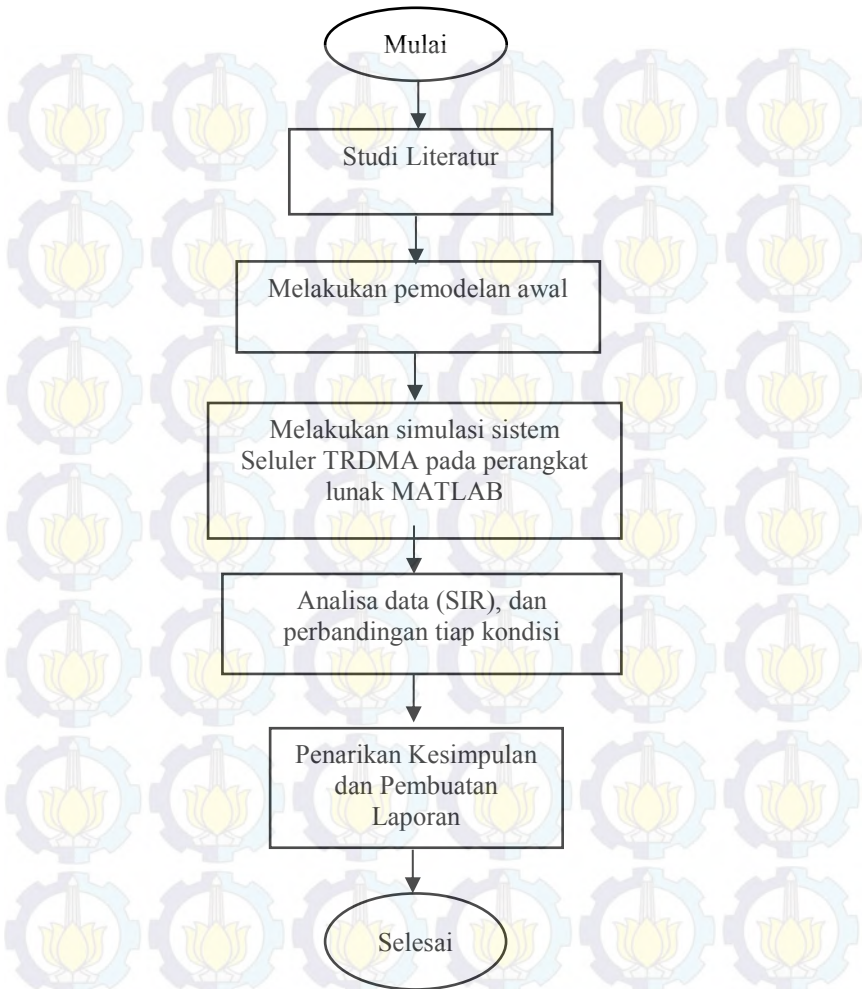 Mulai
Studi Literatur
Melakukan pemodelan awal
Melakukan simulasi sistem
Seluler TRDMA pada perangkat
lunak MATLAB
Analisa data (SIR), dan
perbandingan tiap kondisi
Penarikan Kesimpulan
dan Pembuatan
Laporan
Selesai